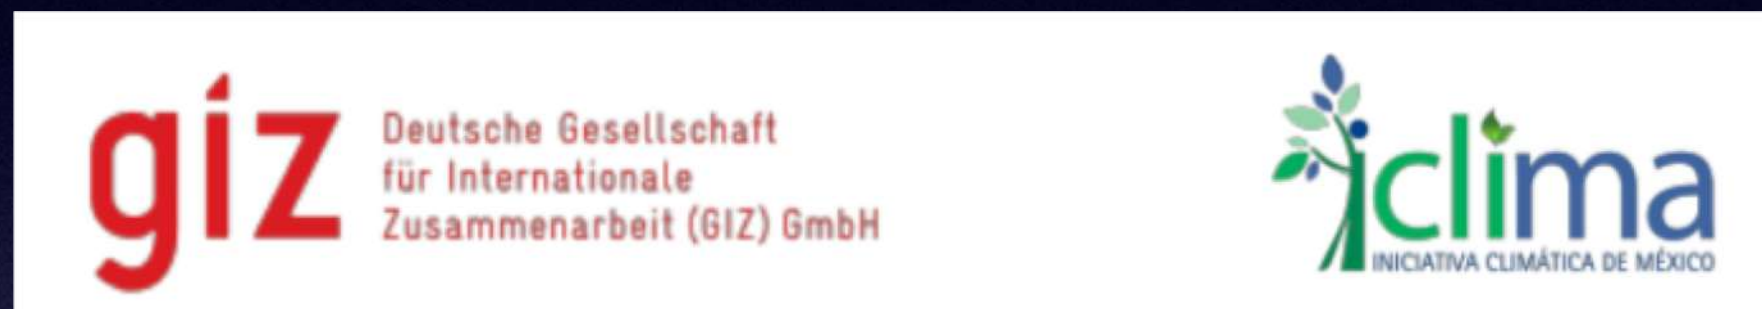 giz
Deutsche Gesellschaft
für Internationale
Zusammenarbeit (GIZ) GmbH
iclima
INICIATIVA CLIMÁTICA DE MÉXICO